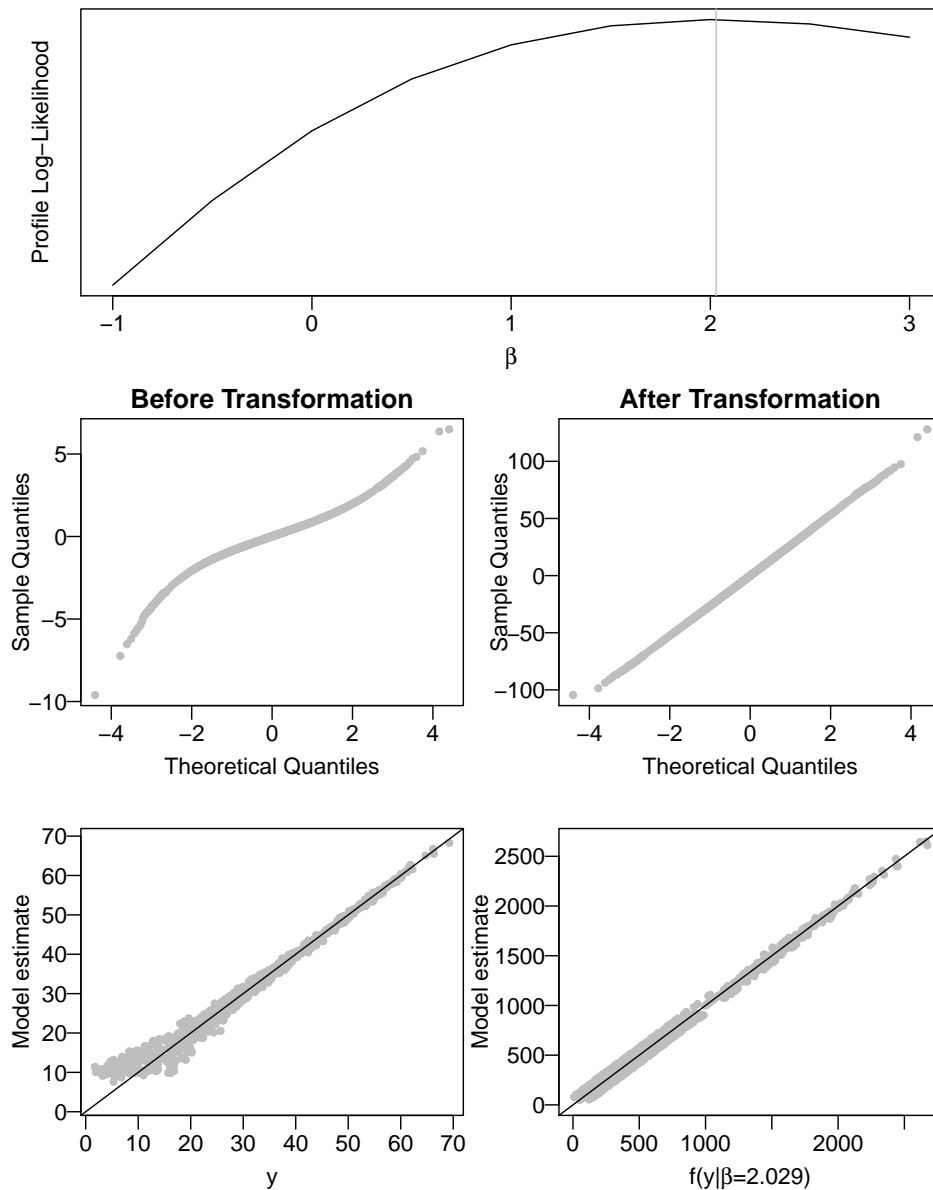 Profile Log−Likelihood
−1 0 1 2 3
β
Before Transformation
Sample Quantiles
5
0
−5
−10
−4 −2 0 2 4
Theoretical Quantiles
After Transformation
Sample Quantiles
100
50
0
−50
−100
−4 −2 0 2 4
Theoretical Quantiles
Model estimate
70
60
50
40
30
20
10
0
0 10 20 30 40 50 60 70
y
Model estimate
2500
2000
1500
1000
500
0
0 500 1000 2000
f(y|β=2.029)